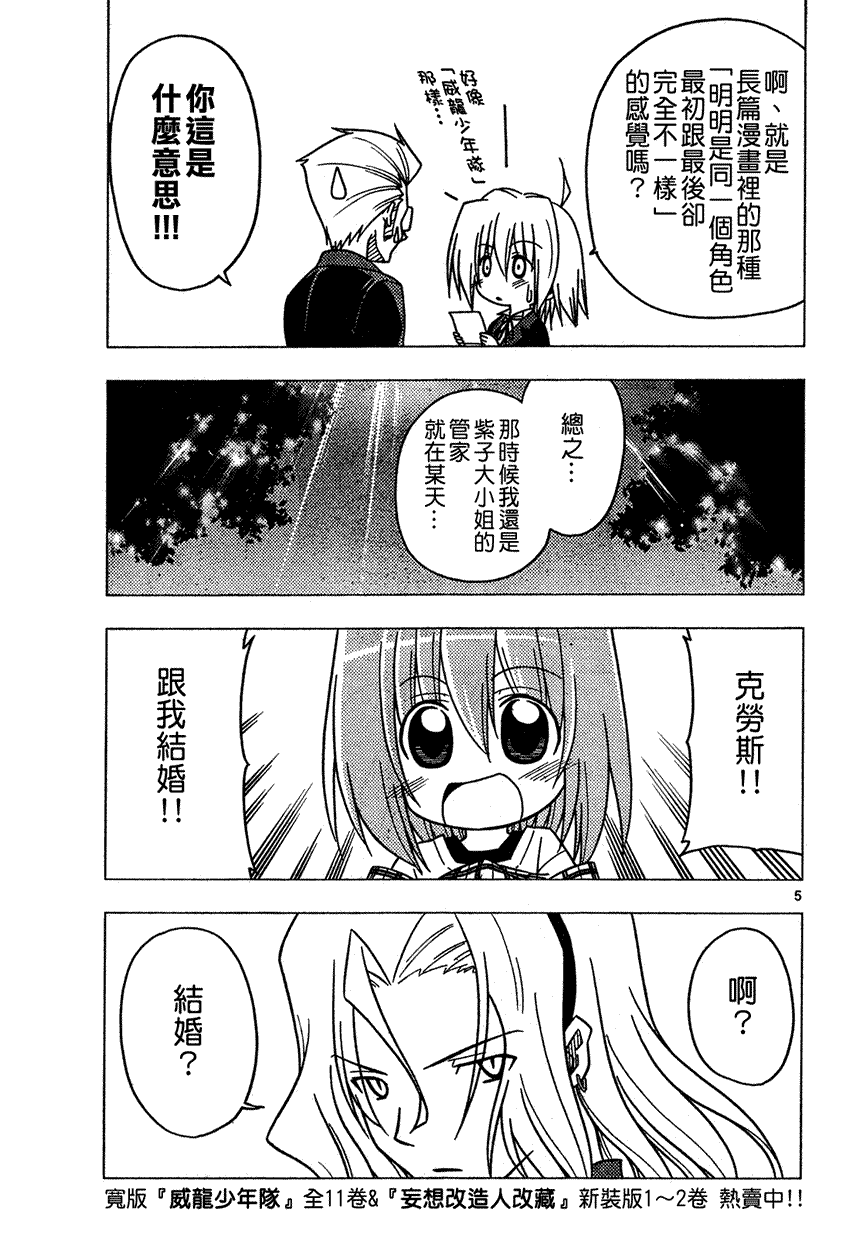 啊、就是
長篇漫畫裡的那種
「明明是同一個角色
最初跟最後卻
完全不一樣」
的感覺嗎？
好像
「威龍少年隊」
那樣…
你這是
什麼意思!!!
總之…
那時候我還是
紫子大小姐的
管家
就在某天…
克勞斯!!
跟我結婚!!
5
啊？
結婚？
寬版『威龍少年隊』全11卷&『妄想改造人改藏』新裝版1～2卷 熱賣中!!